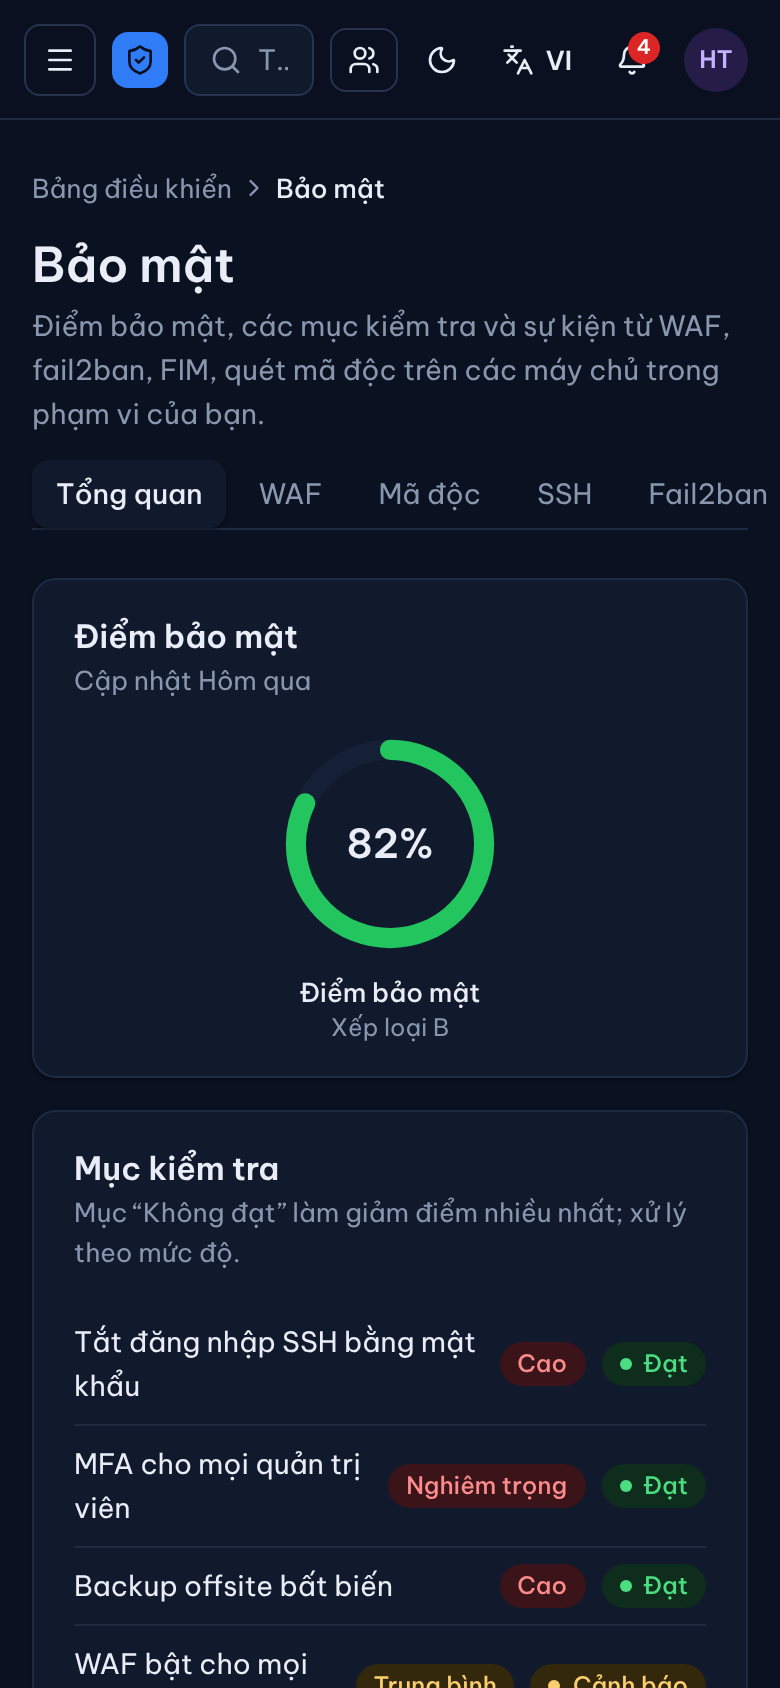 T..
VI
4
HT
Bảng điều khiển > Bảo mật
Bảo mật
Điểm bảo mật, các mục kiểm tra và sự kiện từ WAF,
fail2ban, FIM, quét mã độc trên các máy chủ trong
phạm vi của bạn.
Tổng quan WAF Mã độc SSH Fail2ban
Điểm bảo mật
Cập nhật Hôm qua
82%
Điểm bảo mật
Xếp loại B
Mục kiểm tra
Mục “Không đạt” làm giảm điểm nhiều nhất; xử lý
theo mức độ.
Tắt đăng nhập SSH bằng mật
khẩu
Cao Đạt
MFA cho mọi quản trị
viên
Nghiêm trọng Đạt
Backup offsite bất biến Cao Đạt
WAF bật cho mọi
Trung bình Cảnh báo